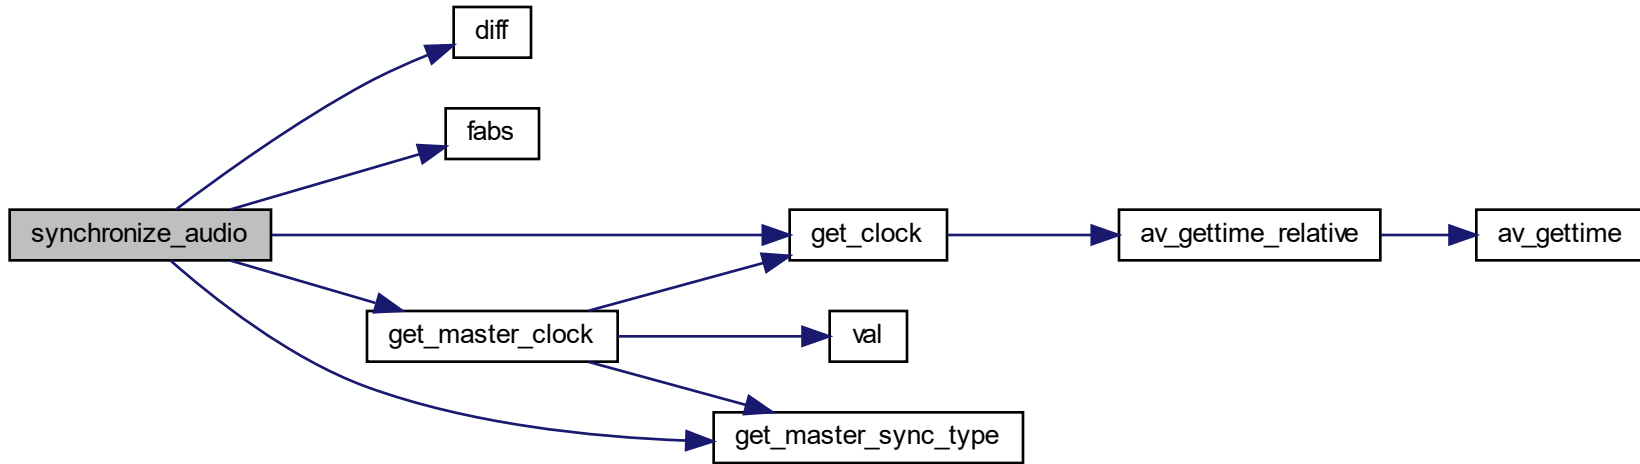 diff
fabs
synchronize_audio
get_clock
av_gettime_relative
av_gettime
get_master_clock
val
get_master_sync_type